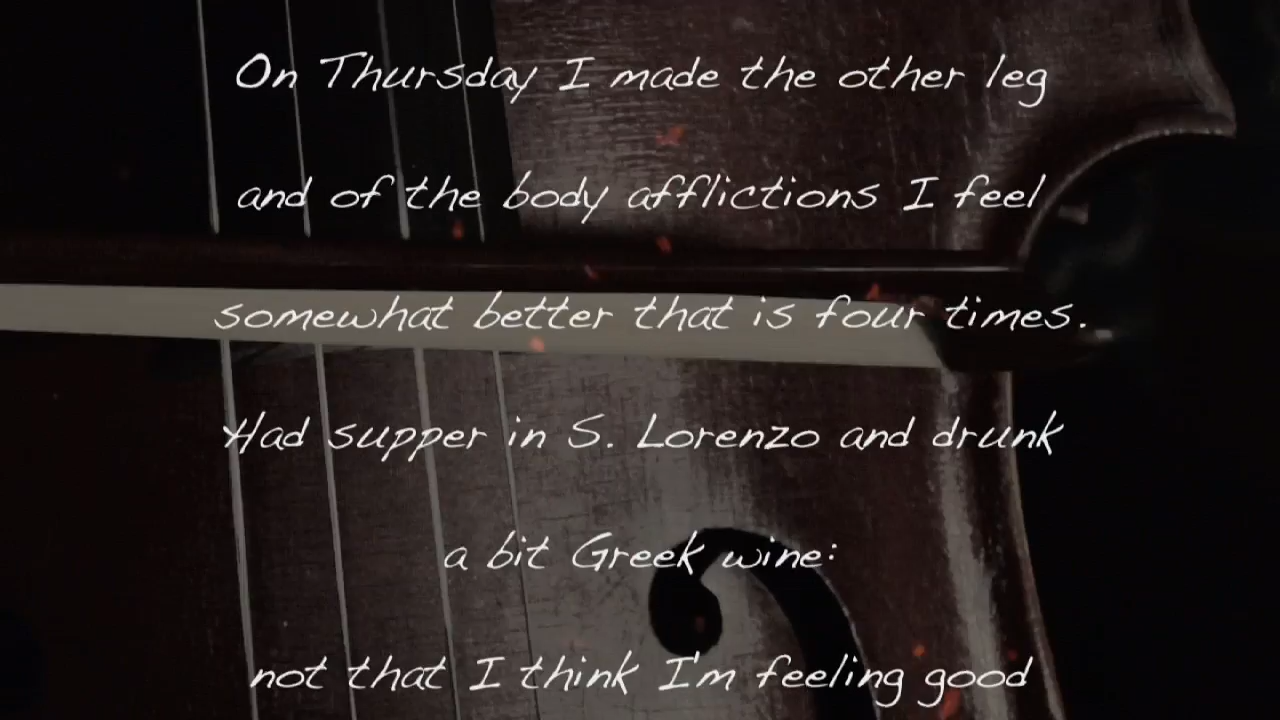 On Thursday I made the other leg
and of the body afflictions I feel
somewhat better that is four times.
Had supper in S. Lorenzo and drunk
a bit Greek wine:
not that I think I'm feeling good